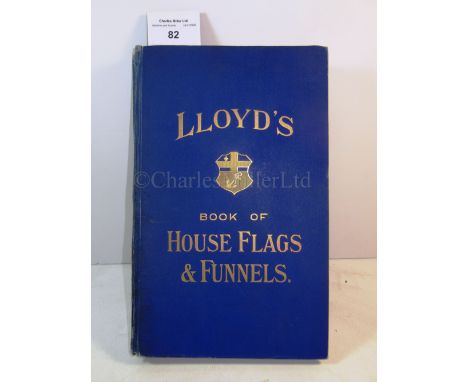 Charles Miller Ltd
82
LLOYD'S
©CharlesMillerLtd
BOOK OF
HOUSE FLAGS
& FUNNELS.